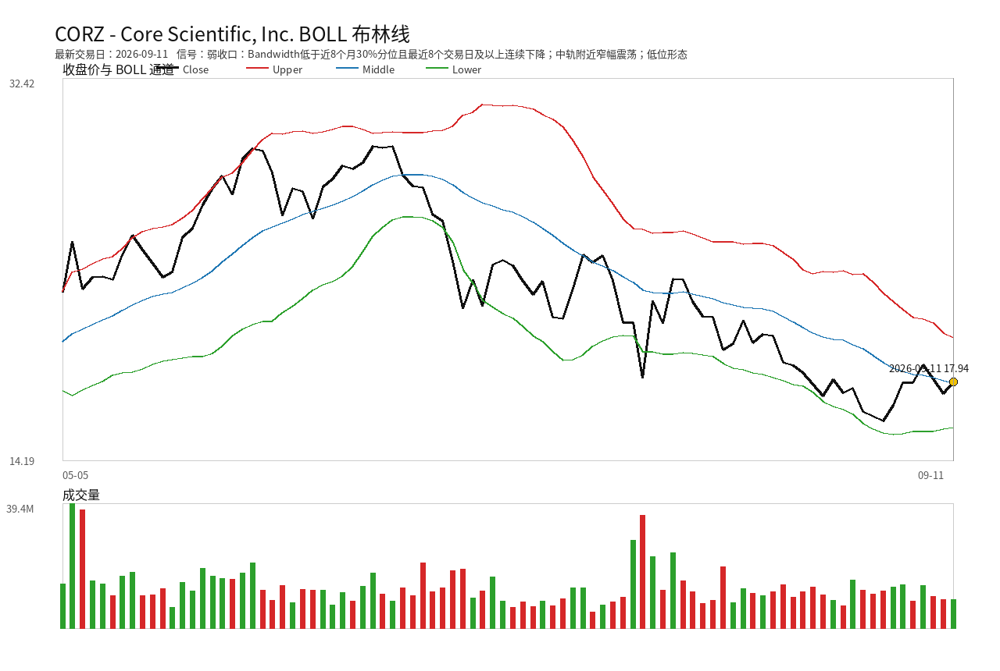 CORZ - Core Scientific, Inc. BOLL 布林线
最新交易日：2026-09-11 信号：弱收口：Bandwidth低于近8个月30%分位且最近8个交易日及以上连续下降；中轨附近窄幅震荡；低位形态
收盘价与 BOLL 通道 Close Upper Middle Lower
32.42
2026-09-11 17.94
14.19
05-05 09-11
成交量
39.4M